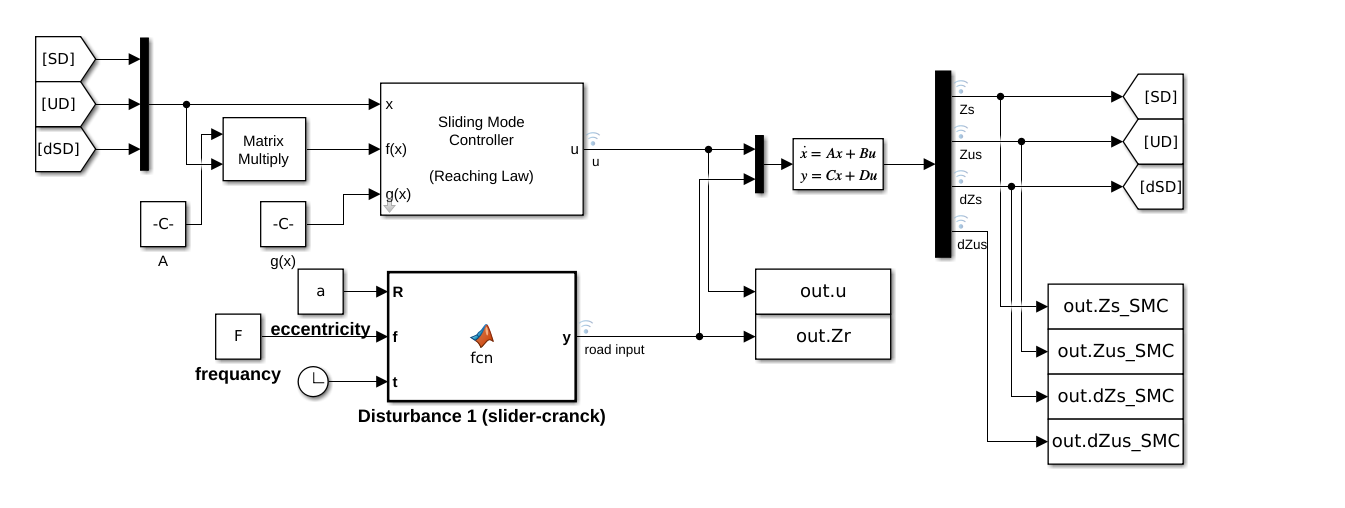 [SD]
[UD]
[dSD]
Matrix
Multiply
-C-
A
-C-
g(x)
x
f(x)
g(x)
Sliding Mode
Controller
(Reaching Law)
u
u
a
eccentricity
F
frequancy
R
f
t
fcn
y
road input
Disturbance 1 (slider-cranck)
out.u
out.Zr
ẋ = Ax + Bu
y = Cx + Du
Zs
Zus
dZs
dZus
[SD]
[UD]
[dSD]
out.Zs_SMC
out.Zus_SMC
out.dZs_SMC
out.dZus_SMC